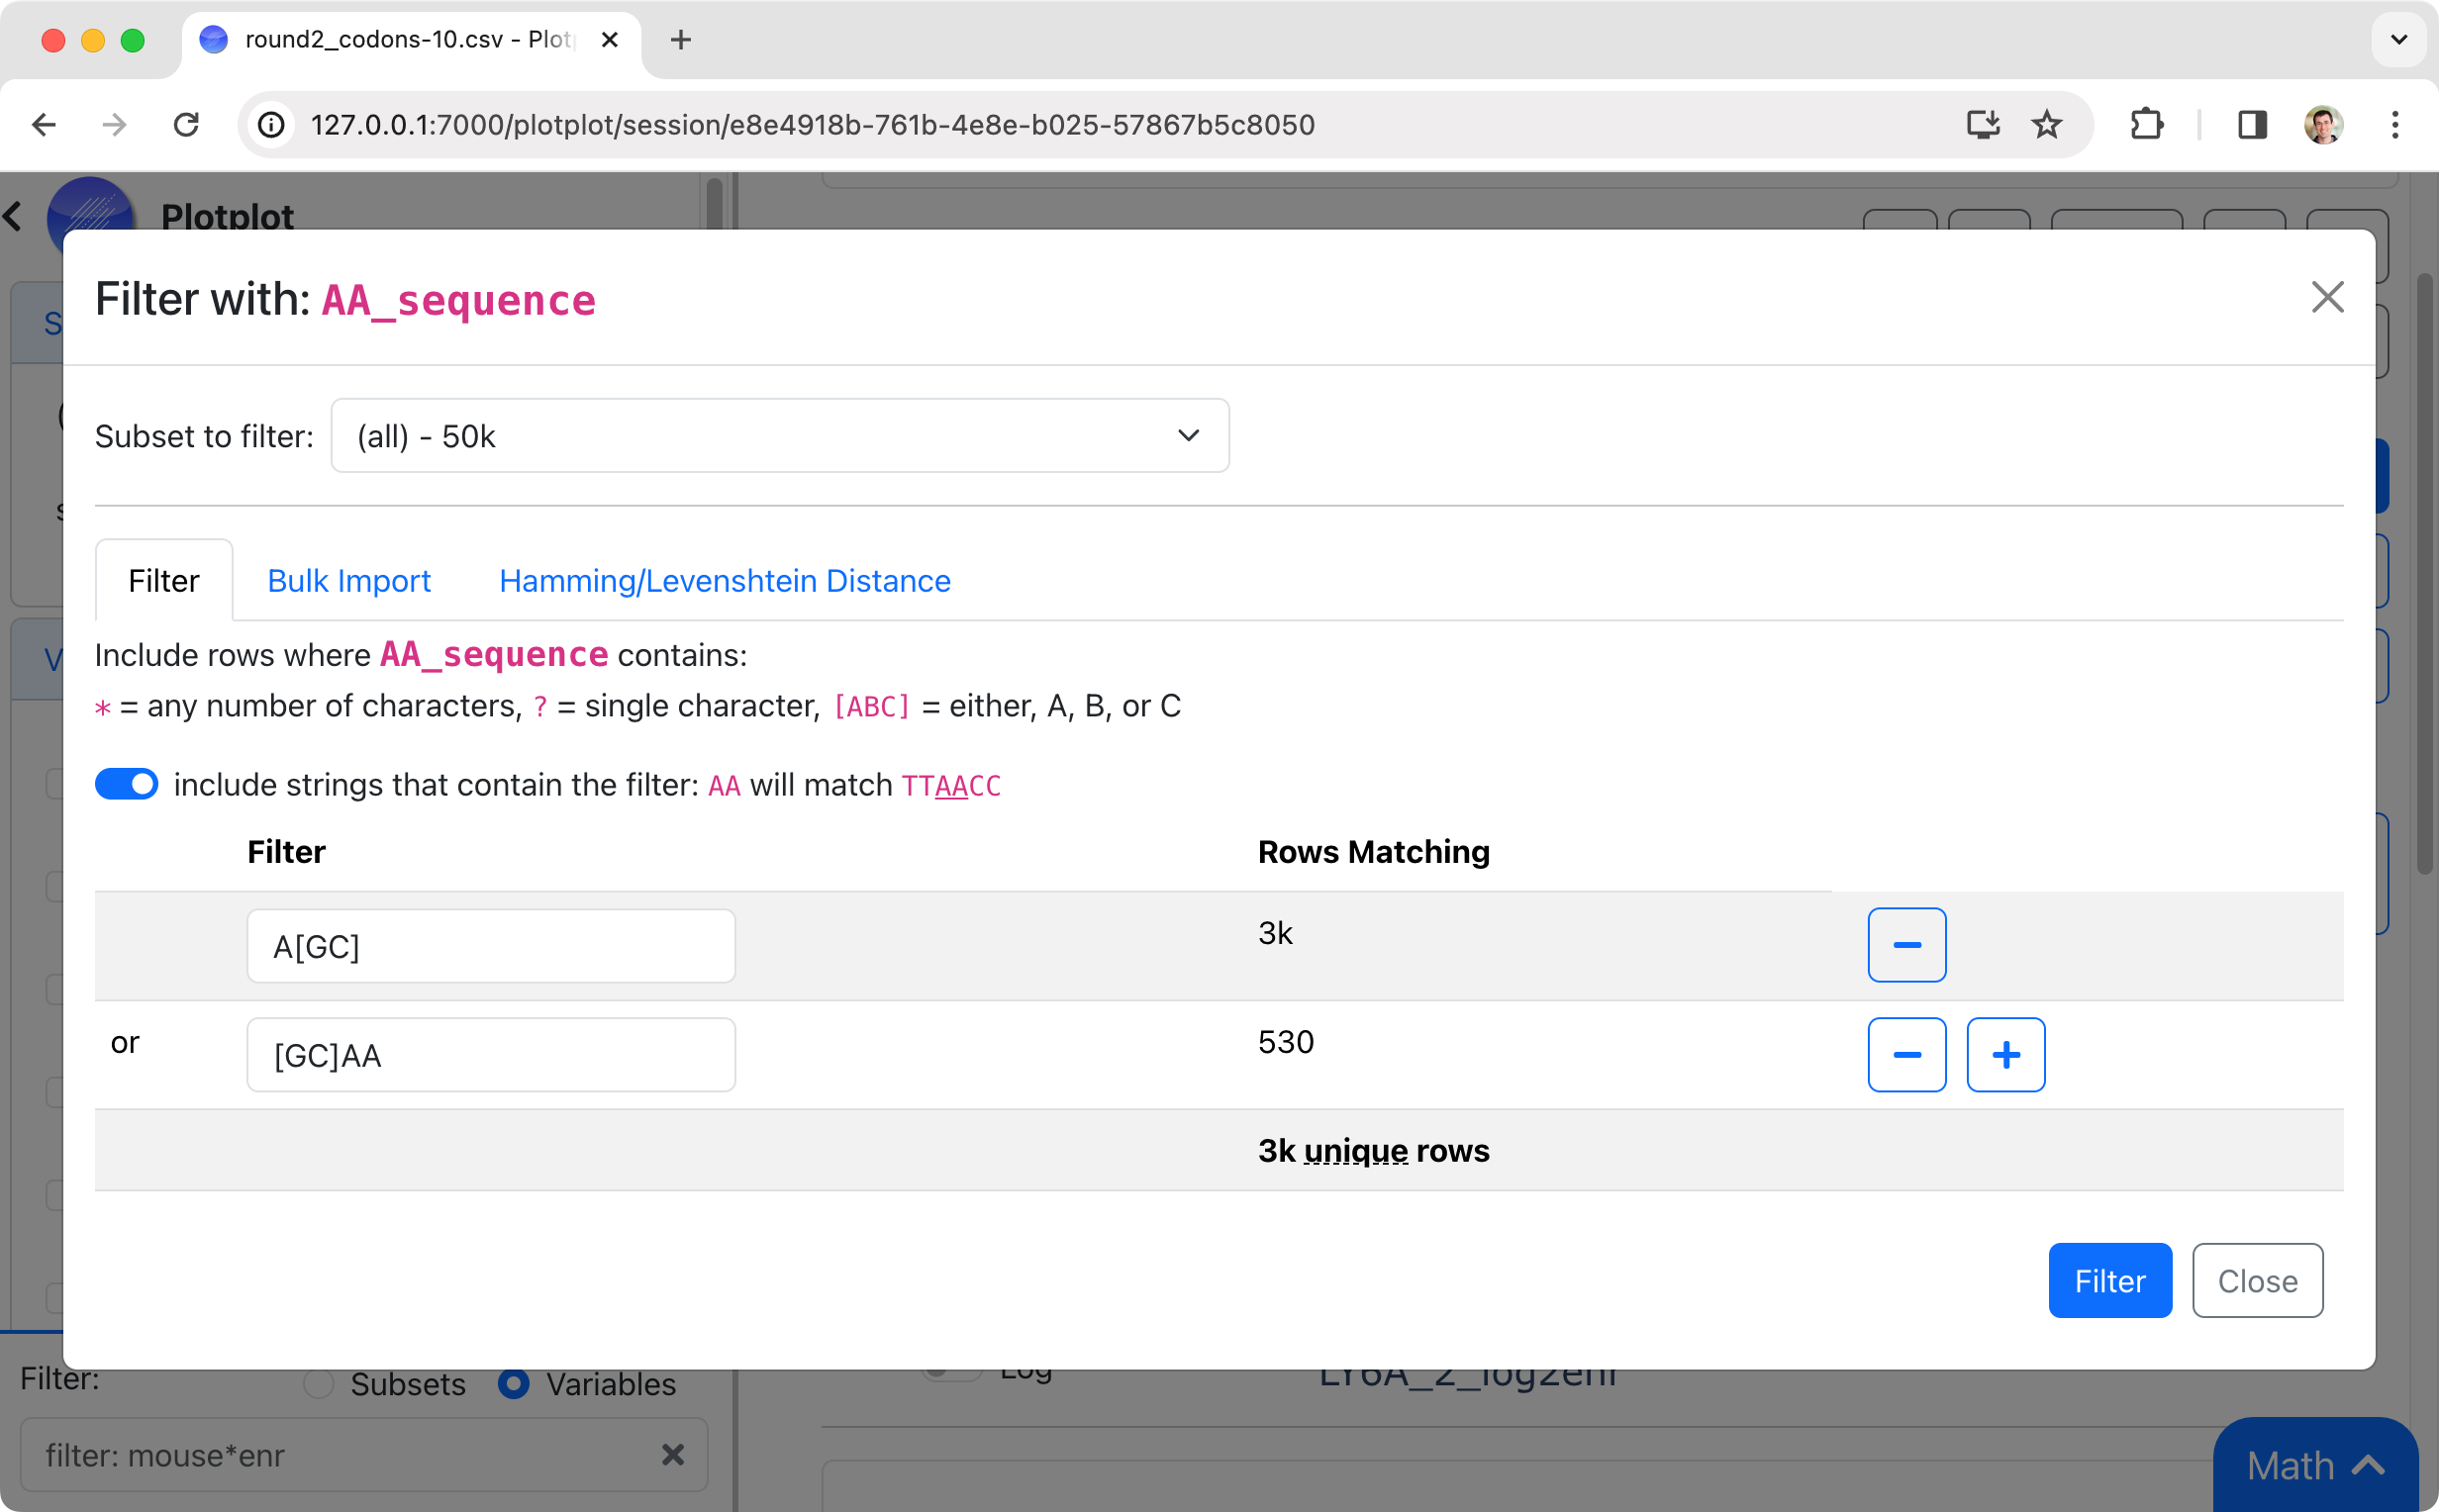 round2_codons-10.csv - Plotp
127.0.0.1:7000/plotplot/session/e8e4918b-761b-4e8e-b025-57867b5c8050
Plotplot
Filter with: AA_sequence
Subset to filter: (all) - 50k
Filter Bulk Import Hamming/Levenshtein Distance
Include rows where AA_sequence contains:
* = any number of characters, ? = single character, [ABC] = either, A, B, or C
include strings that contain the filter: AA will match TTAACC
Filter Rows Matching
A[GC] 3k
or [GC]AA 530
3k unique rows
Filter Close
Log LY6A_2_log2enr
Filter: Subsets Variables
filter: mouse*enr
Math